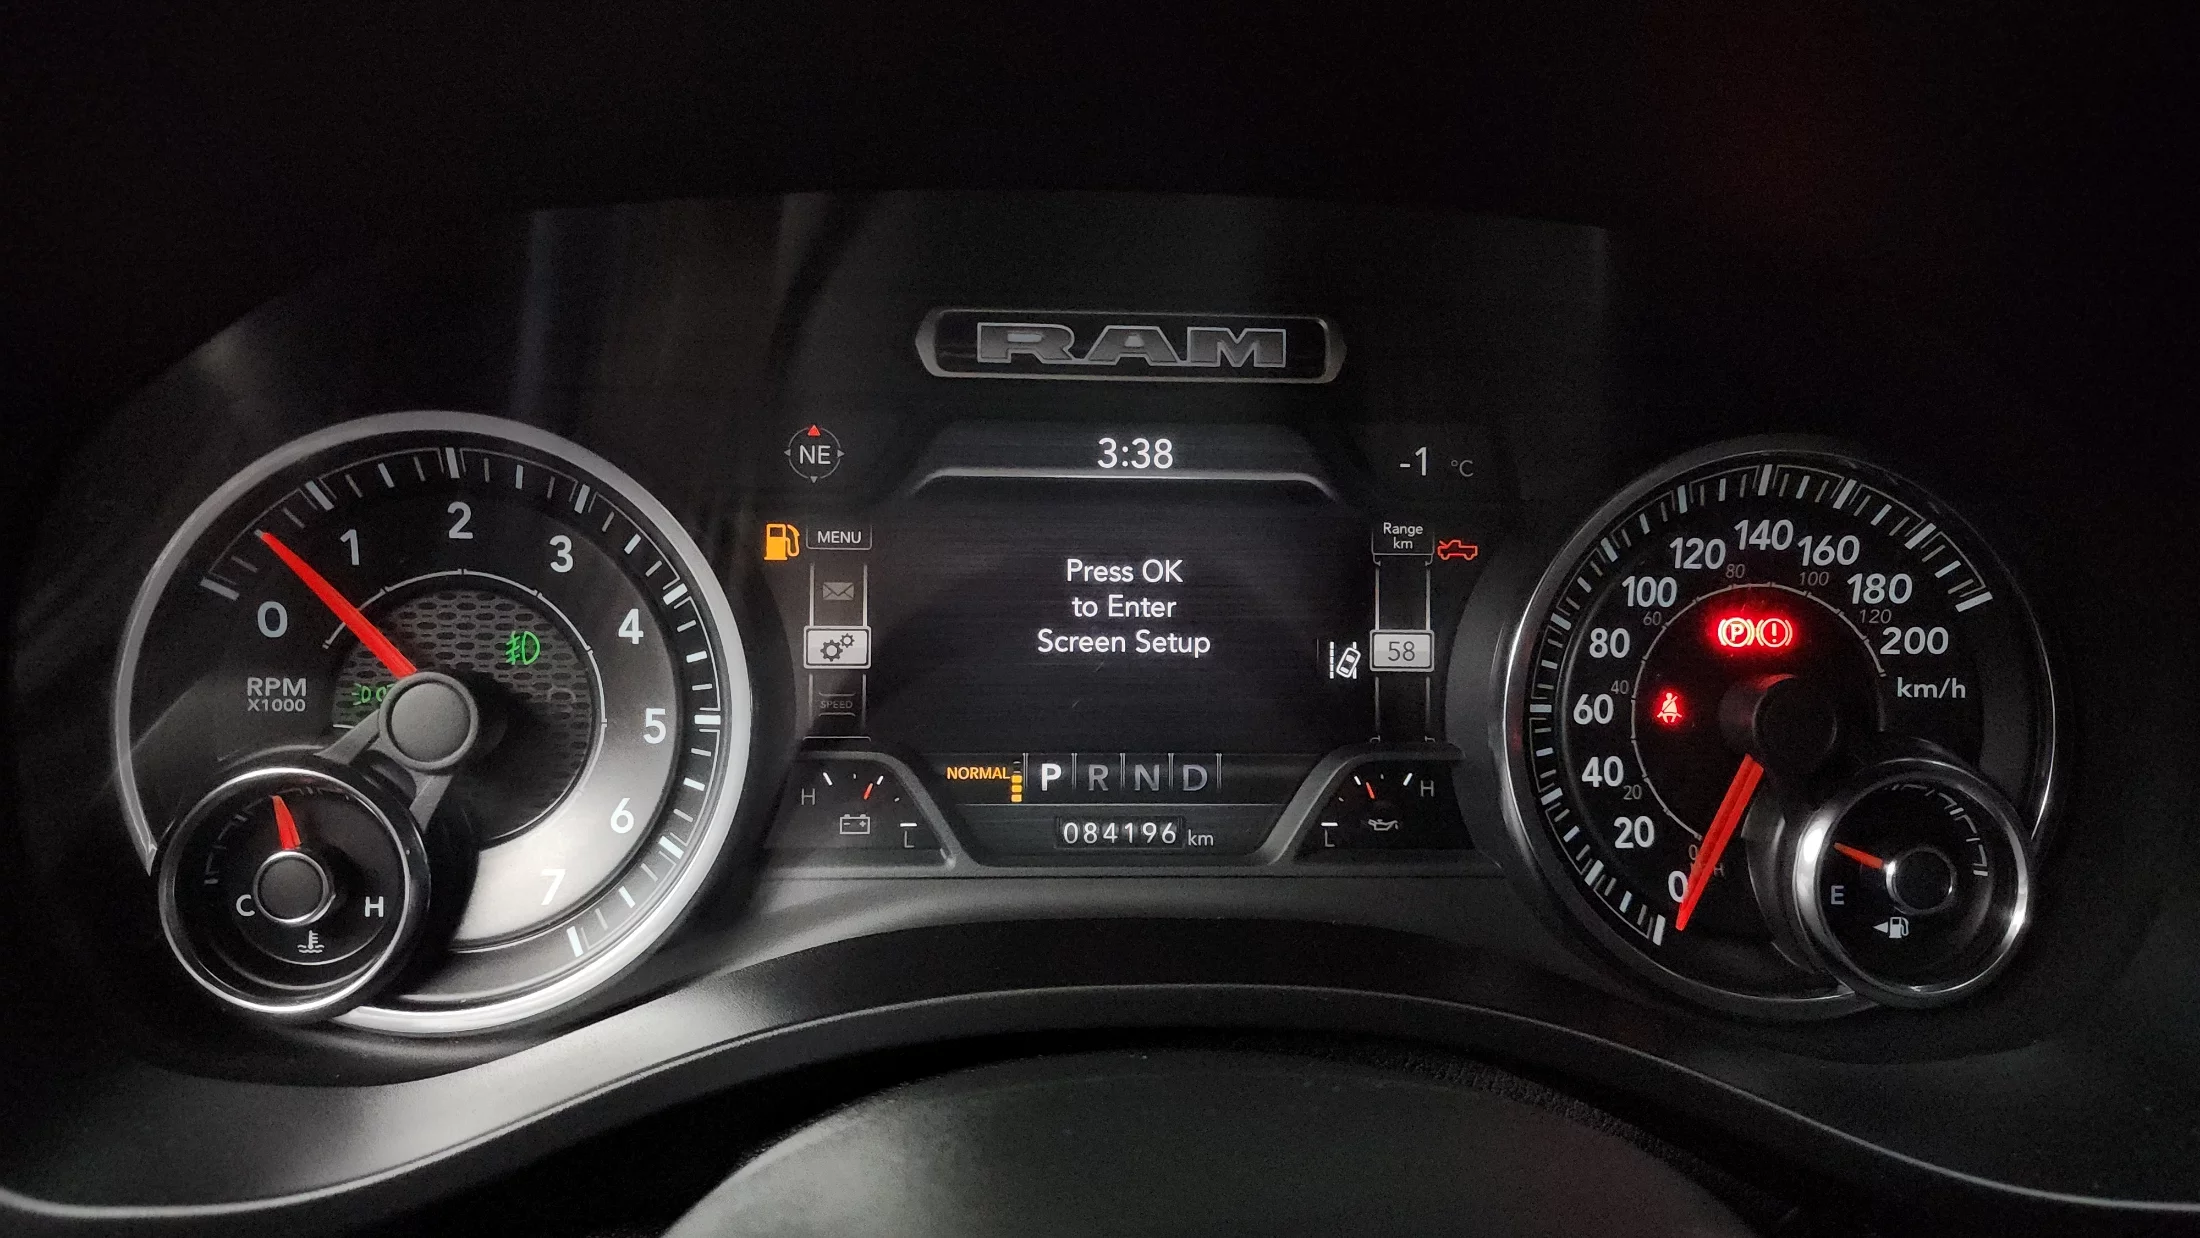 RAM
NE
3:38
-1 °C
MENU
Range
km
Press OK
to Enter
Screen Setup
58
SPEED
NORMAL P R N D
084196 km
H
L
H
L
0
1
2
3
4
5
6
7
RPM
X1000
C H
0
20
40
60
80
100
120
140
160
180
200
km/h
20
40
60
80
100
120
P !
E